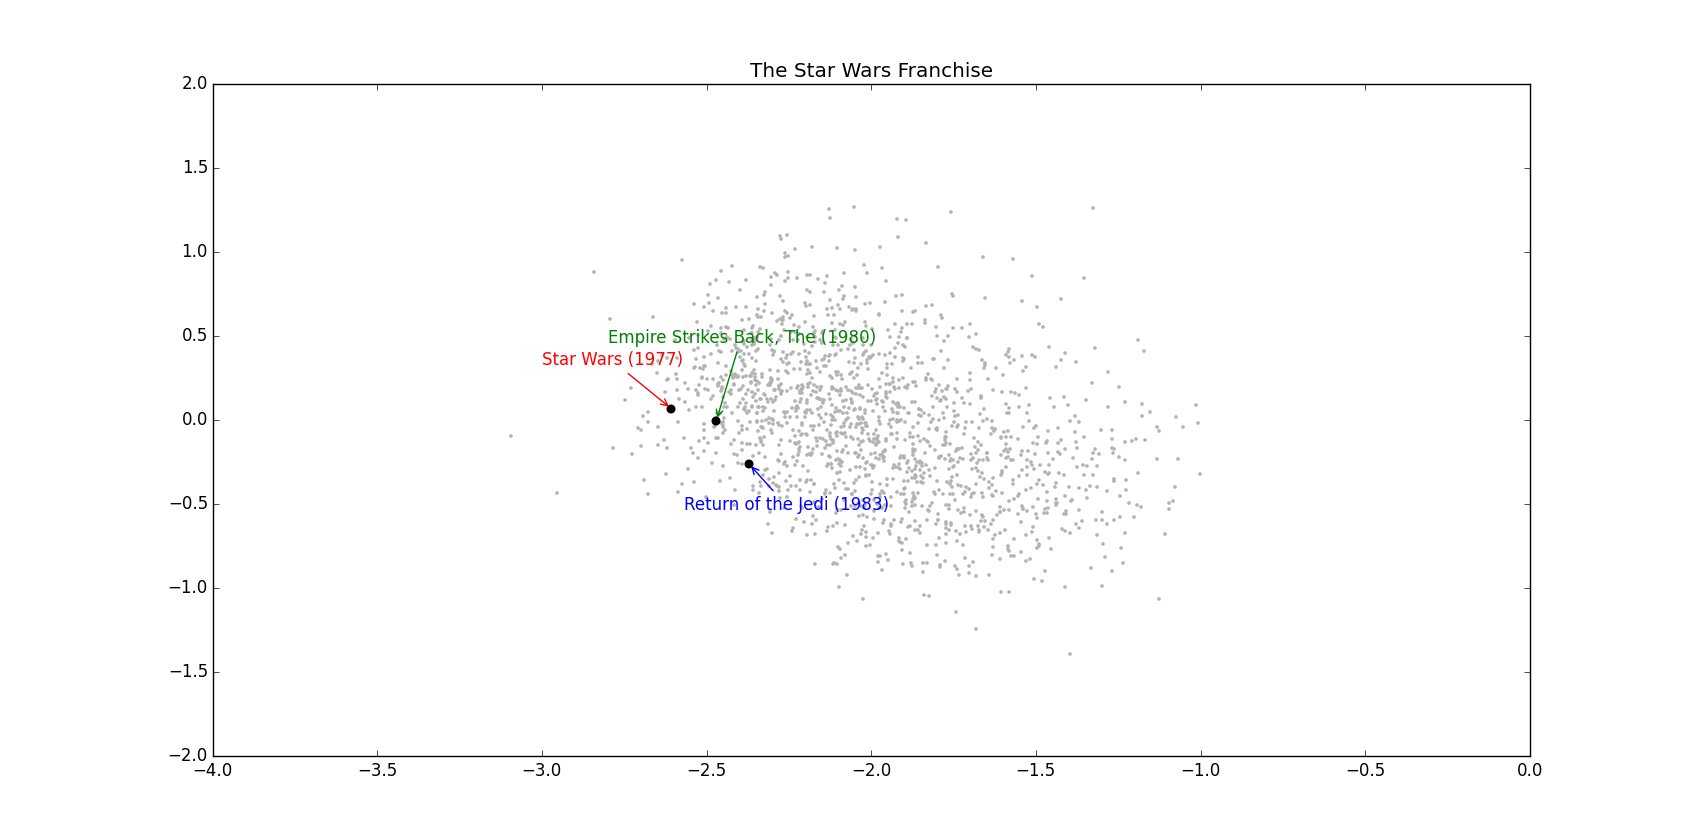 The Star Wars Franchise
2.0
1.5
1.0
0.5
0.0
−0.5
−1.0
−1.5
−2.0
Empire Strikes Back, The (1980)
Star Wars (1977)
Return of the Jedi (1983)
−4.0 −3.5 −3.0 −2.5 −2.0 −1.5 −1.0 −0.5 0.0